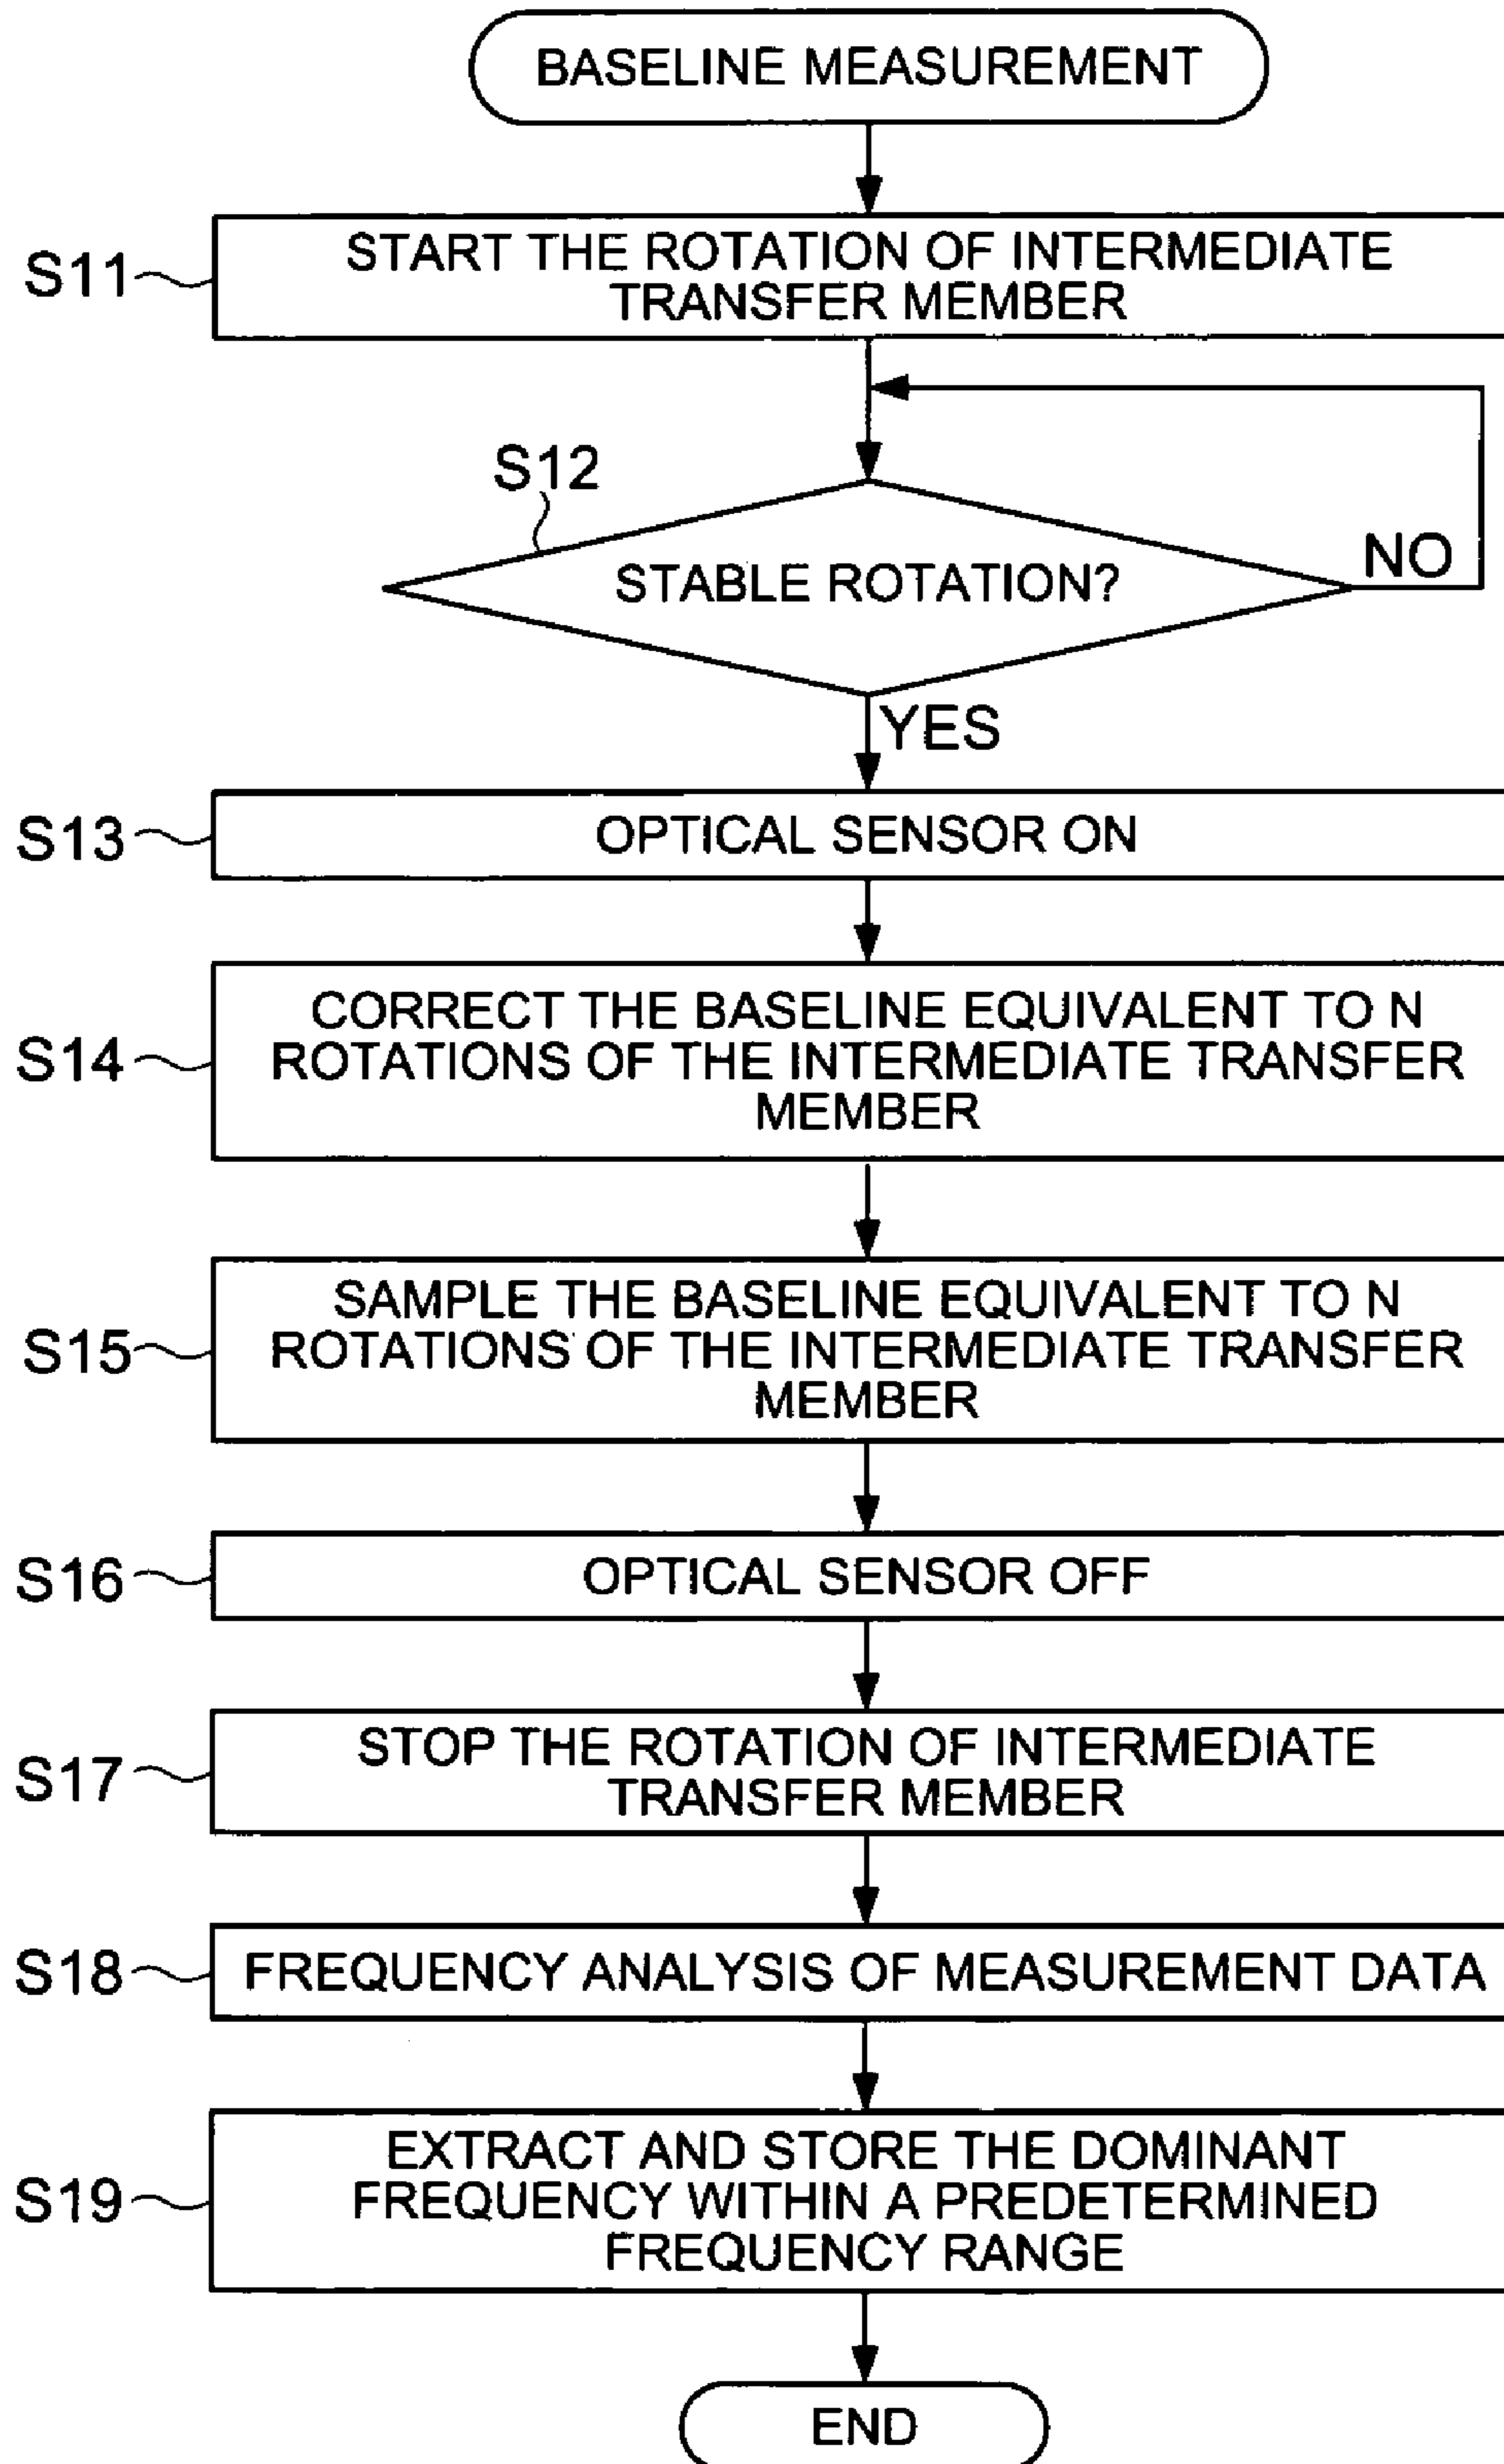 BASELINE MEASUREMENT
S11
START THE ROTATION OF INTERMEDIATE
TRANSFER MEMBER
S12
STABLE ROTATION?
NO
YES
S13
OPTICAL SENSOR ON
S14
CORRECT THE BASELINE EQUIVALENT TO N
ROTATIONS OF THE INTERMEDIATE TRANSFER
MEMBER
S15
SAMPLE THE BASELINE EQUIVALENT TO N
ROTATIONS OF THE INTERMEDIATE TRANSFER
MEMBER
S16
OPTICAL SENSOR OFF
S17
STOP THE ROTATION OF INTERMEDIATE
TRANSFER MEMBER
S18
FREQUENCY ANALYSIS OF MEASUREMENT DATA
S19
EXTRACT AND STORE THE DOMINANT
FREQUENCY WITHIN A PREDETERMINED
FREQUENCY RANGE
END